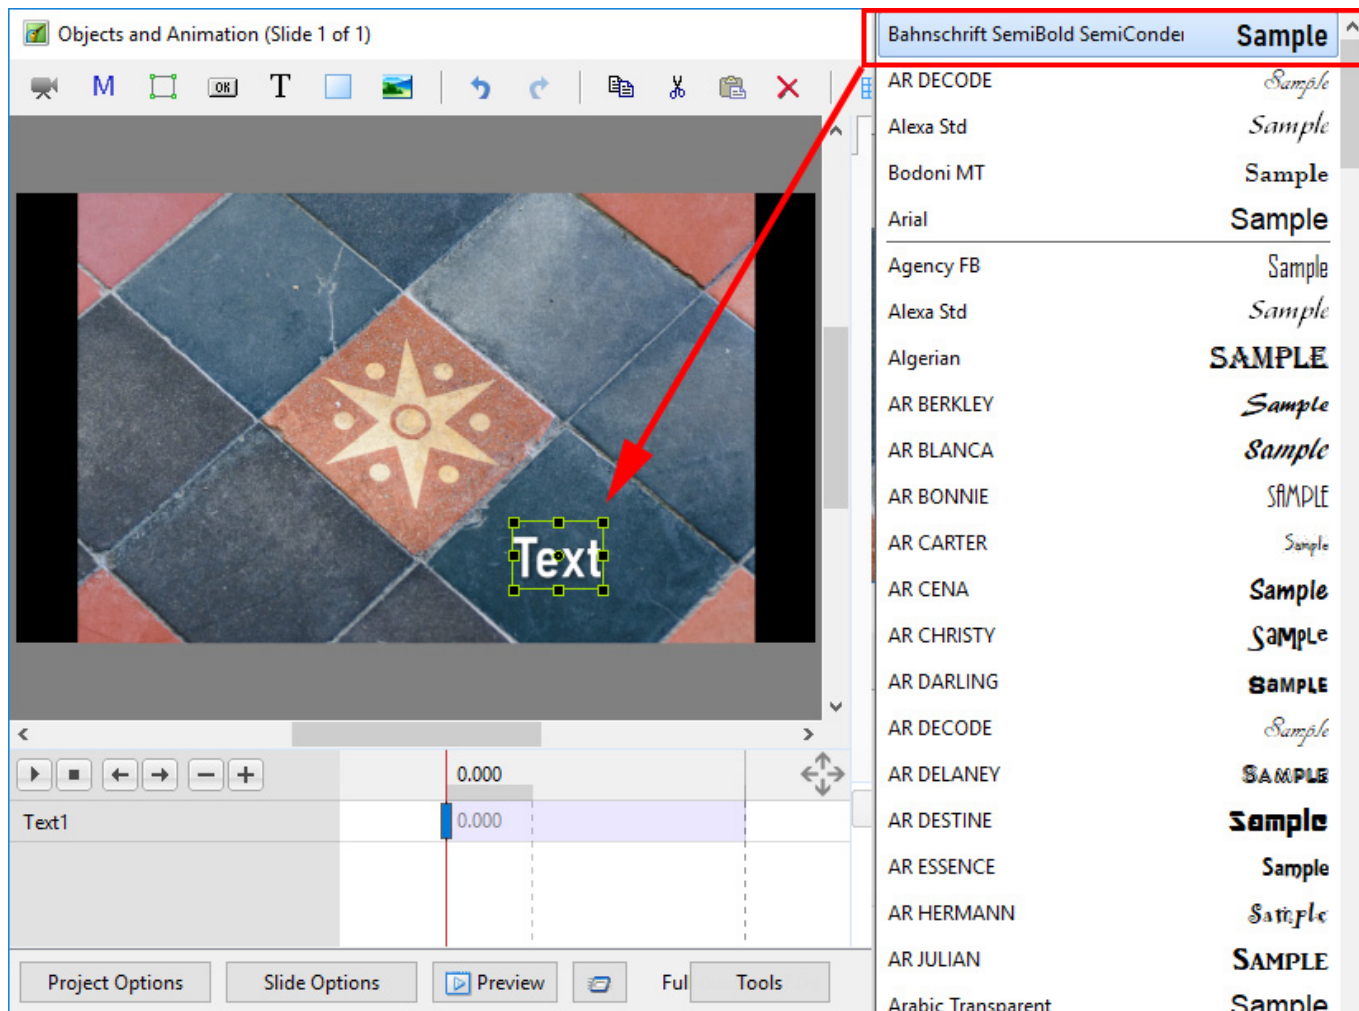 Objects and Animation (Slide 1 of 1)
M OK T
Text
0.000
Text1
0.000
Project Options
Slide Options
Preview
Ful
Tools
Bahnschrift SemiBold SemiConder Sample
AR DECODE Sample
Alexa Std Sample
Bodoni MT Sample
Arial Sample
Agency FB Sample
Alexa Std Sample
Algerian SAMPLE
AR BERKLEY Sample
AR BLANCA Sample
AR BONNIE SAMPLE
AR CARTER Sample
AR CENA Sample
AR CHRISTY SaMpLe
AR DARLING SaMPLE
AR DECODE Sample
AR DELANEY SAMPLE
AR DESTINE Sample
AR ESSENCE Sample
AR HERMANN Sample
AR JULIAN SAMPLE
Arabic Transparent Sample